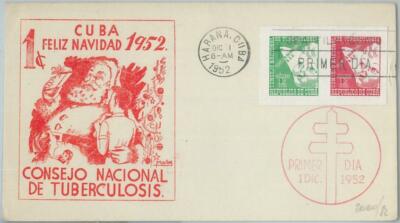 CUBA
FELIZ NAVIDAD 1952.
1¢
CONSEJO NACIONAL
DE TUBERCULOSIS.
HABANA, CUBA
DIC 1
8-AM
1952
PRIMER DIA
PRIMER DIA
1 DIC. 1952